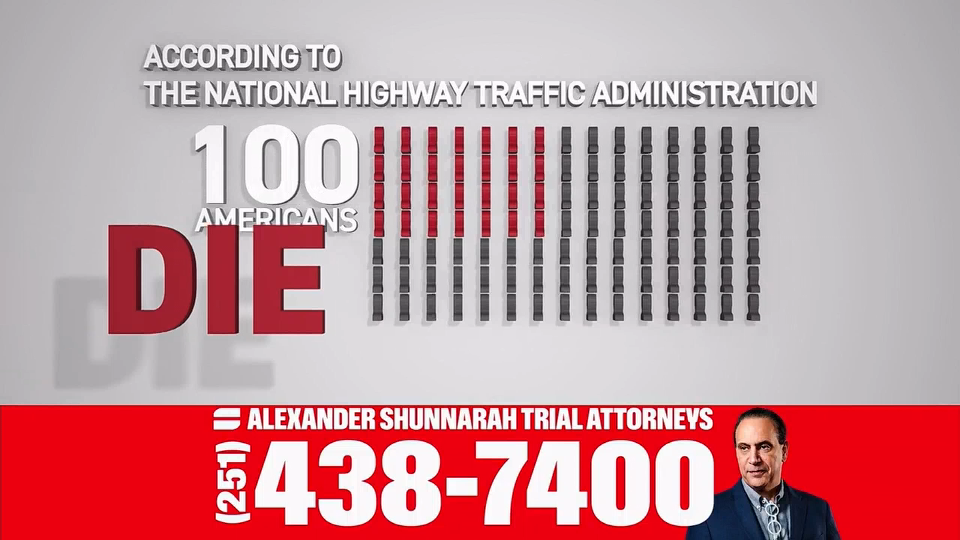 ACCORDING TO
THE NATIONAL HIGHWAY TRAFFIC ADMINISTRATION
100
AMERICANS
DIE
ALEXANDER SHUNNARAH TRIAL ATTORNEYS
(251) 438-7400